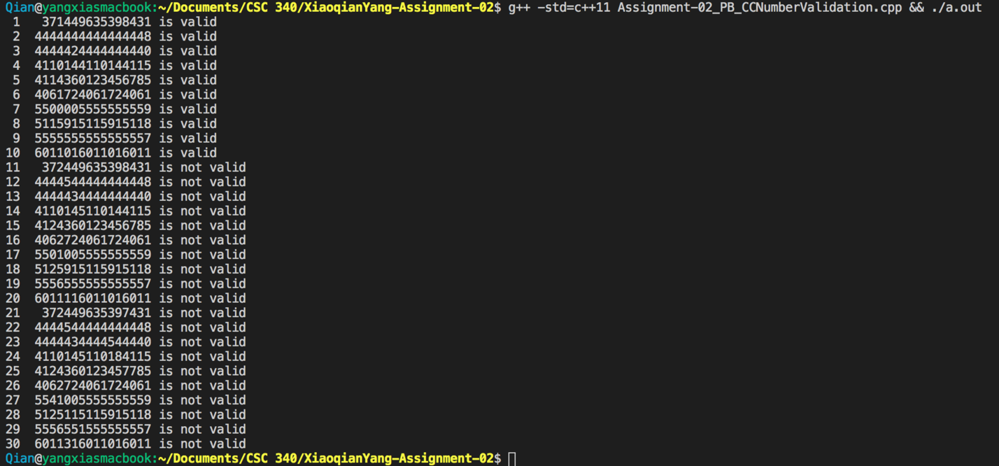 Qian@yangxiasmacbook:~/Documents/CSC 340/XiaoqianYang-Assignment-02$ g++ -std=c++11 Assignment-02_PB_CCNumberValidation.cpp && ./a.out
1 371449635398431 is valid
2 4444444444444448 is valid
3 4444424444444440 is valid
4 4110144110144115 is valid
5 4114360123456785 is valid
6 4061724061724061 is valid
7 5500005555555559 is valid
8 5115915115915118 is valid
9 5555555555555557 is valid
10 6011016011016011 is valid
11 372449635398431 is not valid
12 4444544444444448 is not valid
13 4444434444444440 is not valid
14 4110145110144115 is not valid
15 4124360123456785 is not valid
16 4062724061724061 is not valid
17 5501005555555559 is not valid
18 5125915115915118 is not valid
19 5556555555555557 is not valid
20 6011116011016011 is not valid
21 372449635397431 is not valid
22 4444544444444448 is not valid
23 4444434444544440 is not valid
24 4110145110184115 is not valid
25 4124360123457785 is not valid
26 4062724061724061 is not valid
27 5541005555555559 is not valid
28 5125115115915118 is not valid
29 5556551555555557 is not valid
30 6011316011016011 is not valid
Qian@yangxiasmacbook:~/Documents/CSC 340/XiaoqianYang-Assignment-02$